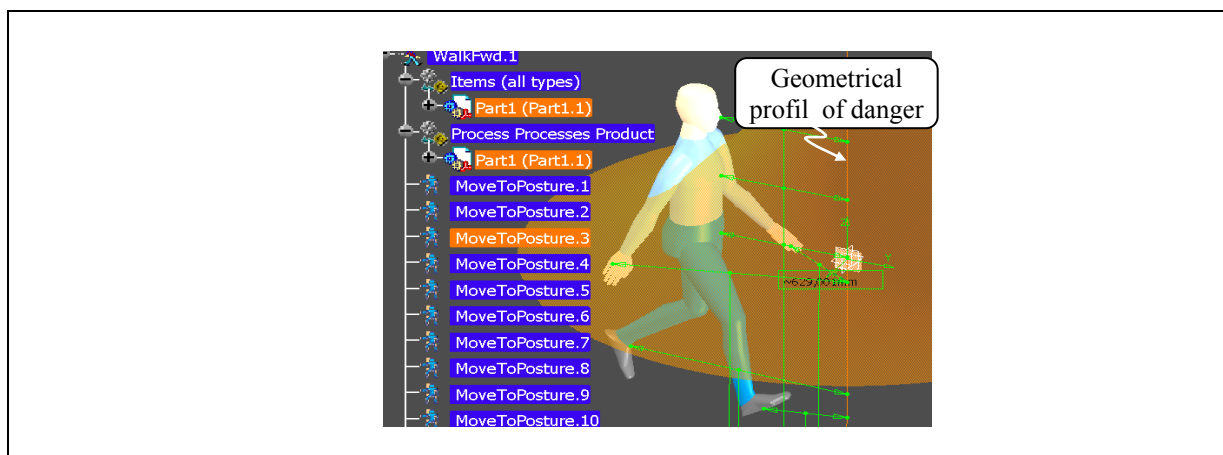 WalkFwd.1
Items (all types)
Part1 (Part1.1)
Process Processes Product
Part1 (Part1.1)
MoveToPosture.1
MoveToPosture.2
MoveToPosture.3
MoveToPosture.4
MoveToPosture.5
MoveToPosture.6
MoveToPosture.7
MoveToPosture.8
MoveToPosture.9
MoveToPosture.10
Geometrical
profil of danger